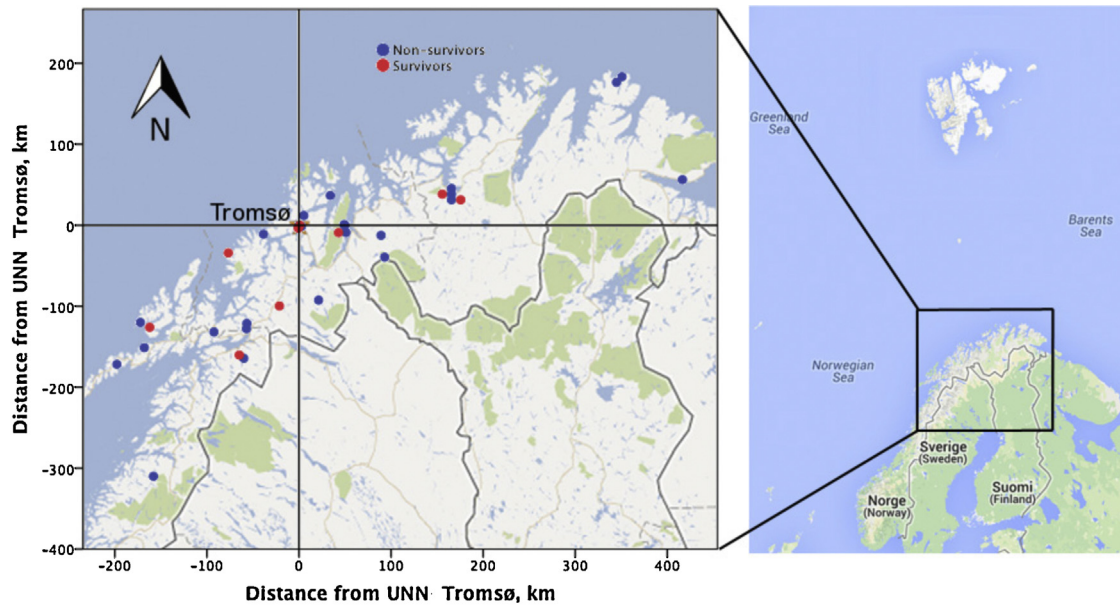 Non-survivors
Survivors
N
Tromsø
200
100
0
-100
-200
-300
-400
-200
-100
0
100
200
300
400
Distance from UNN Tromsø, km
Distance from UNN Tromsø, km
Greenland
Sea
Barents
Sea
Norwegian
Sea
Sverige
(Sweden)
Norge
(Norway)
Suomi
(Finland)